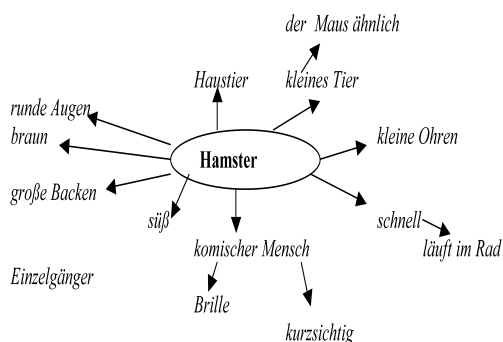 der Maus ähnlich
Haustier
kleines Tier
runde Augen
braun
kleine Ohren
Hamster
große Backen
süß
schnell
komischer Mensch
läuft im Rad
Einzelgänger
Brille
kurzsichtig